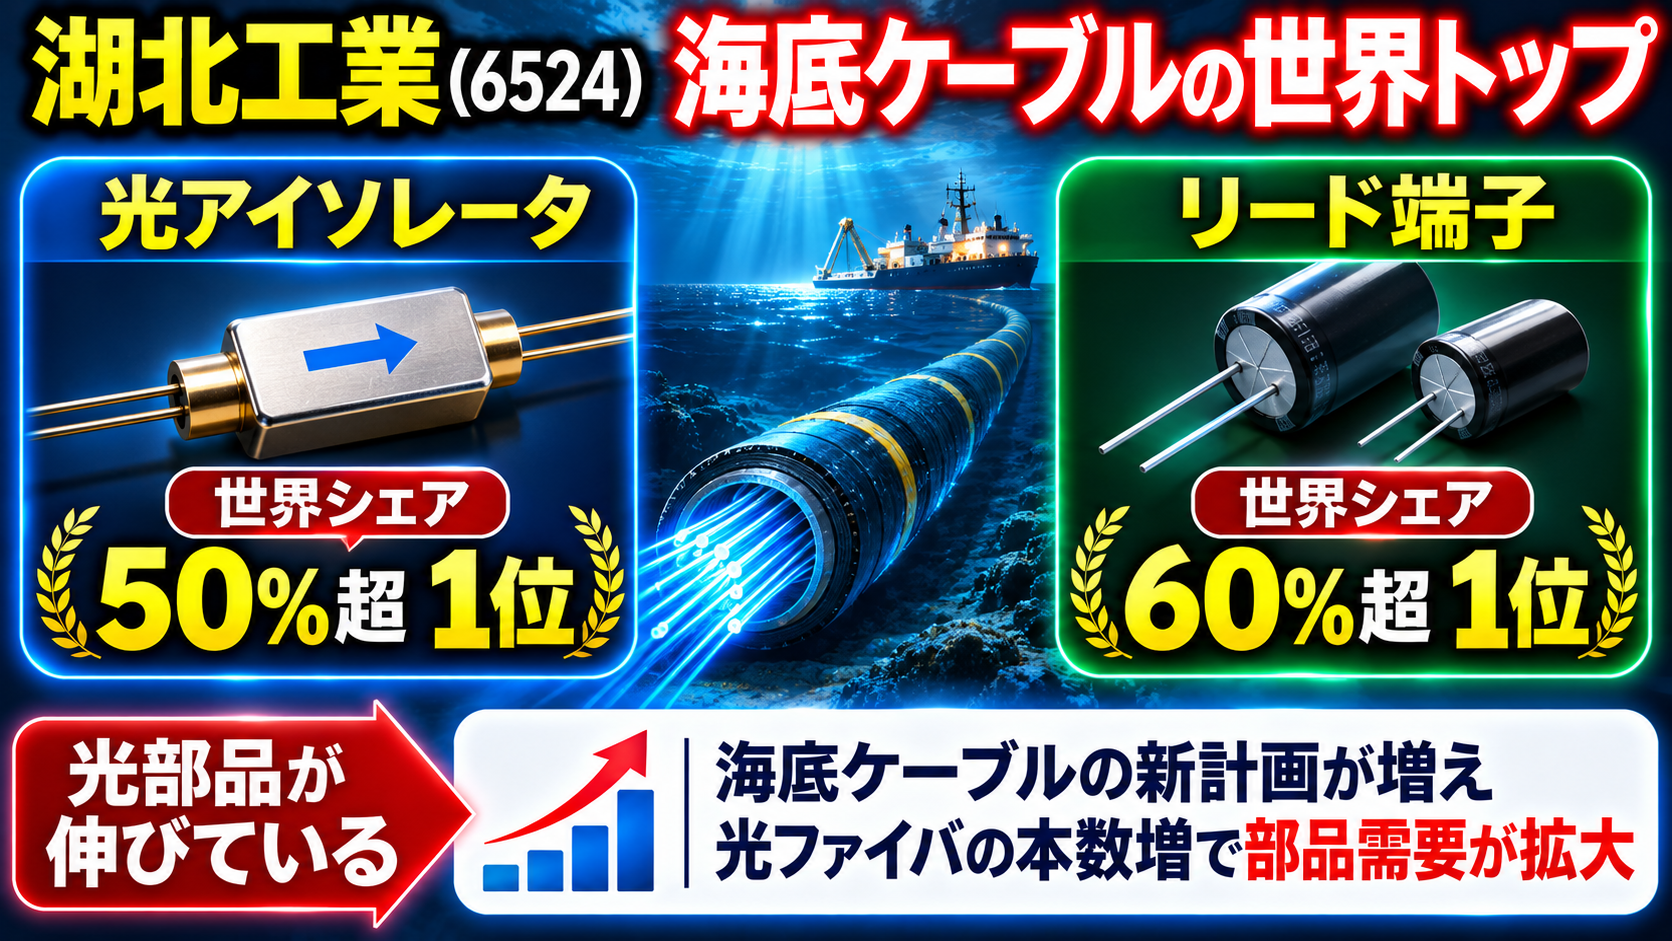 湖北工業(6524) 海底ケーブルの世界トップ
光アイソレータ
世界シェア
50%超 1位
リード端子
世界シェア
60%超 1位
光部品が
伸びている
海底ケーブルの新計画が増え
光ファイバの本数増で部品需要が拡大